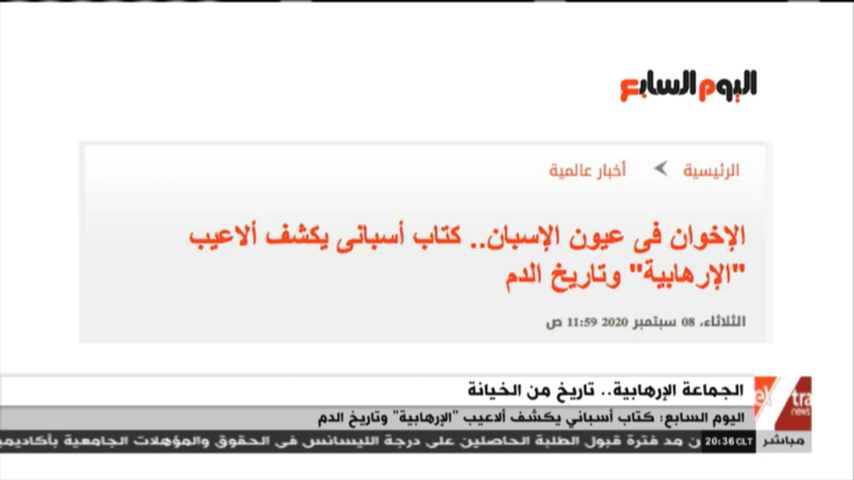 اليوم السابع
الرئيسية
أخبار عالمية
الإخوان فى عيون الإسبان.. كتاب أسبانى يكشف ألاعيب
"الإرهابية" وتاريخ الدم
الثلاثاء، 08 سبتمبر 2020 11:59 ص
الجماعة الإرهابية.. تاريخ من الخيانة
اليوم السابع: كتاب أسباني يكشف ألاعيب "الإرهابية" وتاريخ الدم
مباشر
20:36 CLT
مد فترة قبول الطلبة الحاصلين على درجة الليسانس فى الحقوق والمؤهلات الجامعية
extra
news